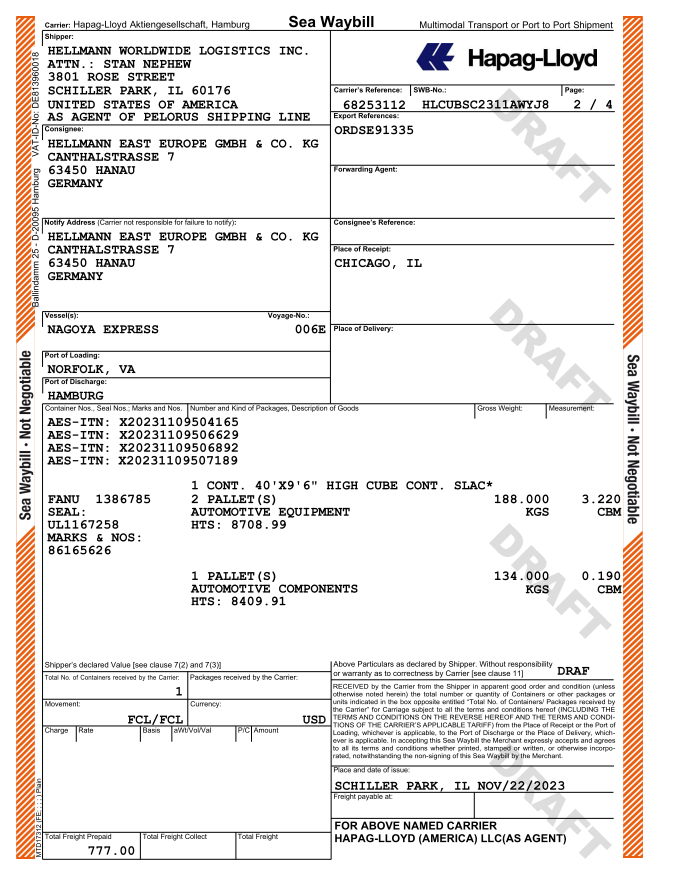 Carrier: Hapag-Lloyd Aktiengesellschaft, Hamburg
Sea Waybill
Multimodal Transport or Port to Port Shipment
Shipper:
HELLMANN WORLDWIDE LOGISTICS INC.
ATTN.: STAN NEPHEW
3801 ROSE STREET
SCHILLER PARK, IL 60176
UNITED STATES OF AMERICA
AS AGENT OF PELORUS SHIPPING LINE
Hapag-Lloyd
Carrier's Reference: SWB-No.: Page:
68253112 HLCUBSC2311AWYJ8 2 / 4
Export References:
ORDSE91335
Consignee:
HELLMANN EAST EUROPE GMBH & CO. KG
CANTHALSTRASSE 7
63450 HANAU
GERMANY
Forwarding Agent:
Notify Address (Carrier not responsible for failure to notify):
HELLMANN EAST EUROPE GMBH & CO. KG
CANTHALSTRASSE 7
63450 HANAU
GERMANY
Consignee's Reference:
Place of Receipt:
CHICAGO, IL
Vessel(s): Voyage-No.:
NAGOYA EXPRESS 006E
Place of Delivery:
Port of Loading:
NORFOLK, VA
Port of Discharge:
HAMBURG
Container Nos., Seal Nos.; Marks and Nos. Number and Kind of Packages, Description of Goods Gross Weight: Measurement:
AES-ITN: X20231109504165
AES-ITN: X20231109506629
AES-ITN: X20231109506892
AES-ITN: X20231109507189
1 CONT. 40'X9'6" HIGH CUBE CONT. SLAC*
FANU 1386785 2 PALLET(S) 188.000 3.220
SEAL: AUTOMOTIVE EQUIPMENT KGS CBM
UL1167258 HTS: 8708.99
MARKS & NOS:
86165626
1 PALLET(S) 134.000 0.190
AUTOMOTIVE COMPONENTS KGS CBM
HTS: 8409.91
Shipper's declared Value [see clause 7(2) and 7(3)]
Above Particulars as declared by Shipper. Without responsibility
or warranty as to correctness by Carrier [see clause 11]
DRAF
Total No. of Containers received by the Carrier: Packages received by the Carrier:
1
Movement: Currency:
FCL/FCL USD
Charge Rate Basis aWt/Vol/Val P/C Amount
RECEIVED by the Carrier from the Shipper in apparent good order and condition (unless
otherwise noted herein) the total number or quantity of Containers or other packages or
units indicated in the box opposite entitled "Total No. of Containers/ Packages received by
the Carrier" for Carriage subject to all the terms and conditions hereof (INCLUDING THE
TERMS AND CONDITIONS ON THE REVERSE HEREOF AND THE TERMS AND CONDI-
TIONS OF THE CARRIER'S APPLICABLE TARIFF) from the Place of Receipt or the Port of
Loading, whichever is applicable, to the Port of Discharge or the Place of Delivery, which-
ever is applicable. In accepting this Sea Waybill the Merchant expressly accepts and agrees
to all its terms and conditions whether printed, stamped or written, or otherwise incorpo-
rated, notwithstanding the non-signing of this Sea Waybill by the Merchant.
Place and date of issue:
SCHILLER PARK, IL NOV/22/2023
Freight payable at:
Total Freight Prepaid Total Freight Collect Total Freight
777.00
FOR ABOVE NAMED CARRIER
HAPAG-LLOYD (AMERICA) LLC(AS AGENT)
Ballindamm 25 - D-20095 Hamburg VAT-ID-No: DE813960018
Sea Waybill • Not Negotiable
Sea Waybill • Not Negotiable
DRAFT
DRAFT
DRAFT
DRAFT